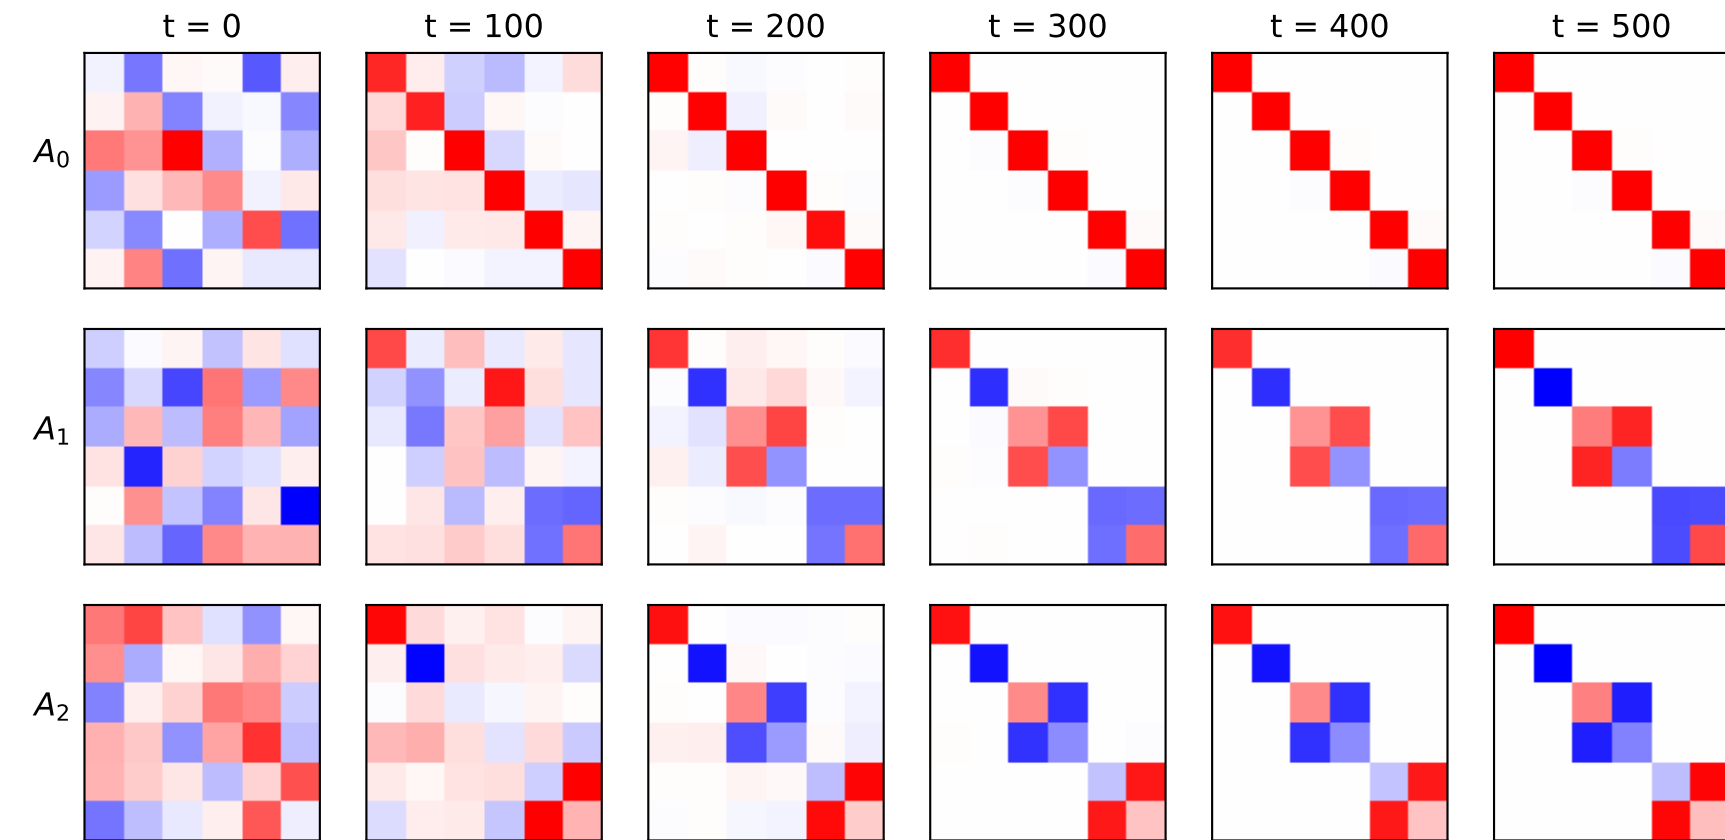 t = 0 t = 100 t = 200 t = 300 t = 400 t = 500
A₀
A₁
A₂